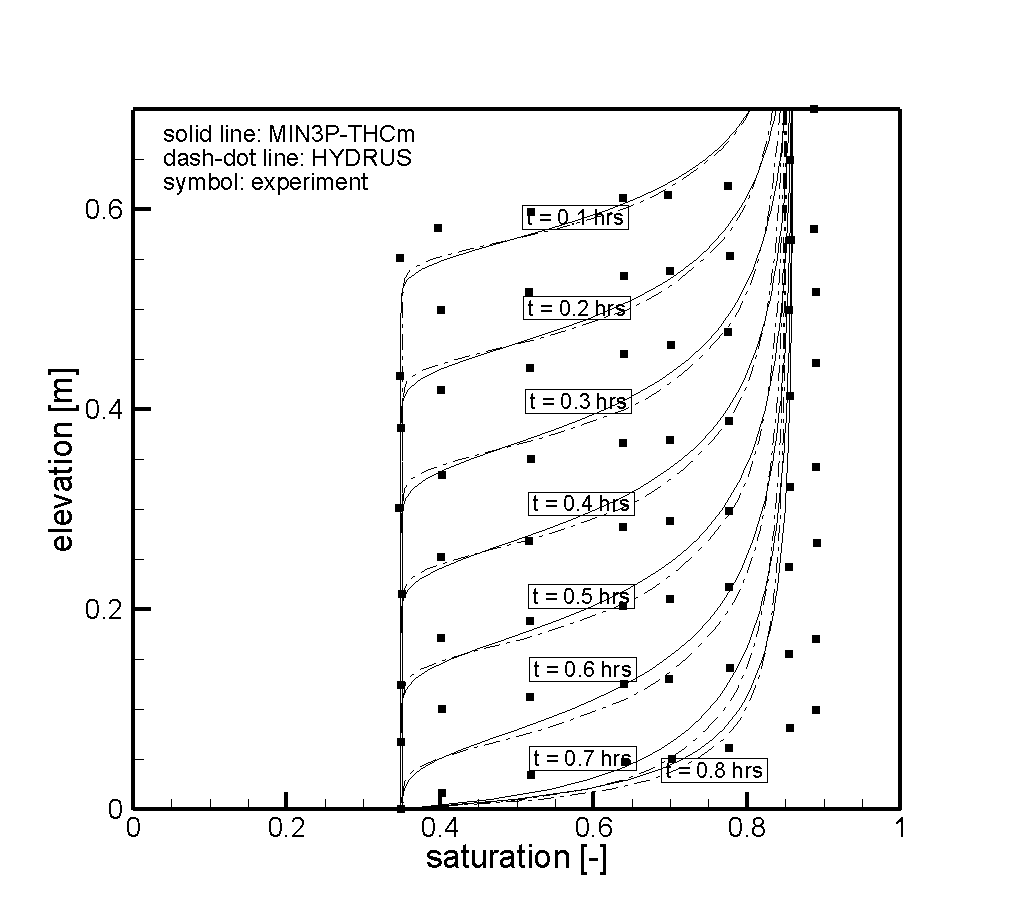 solid line: MIN3P-THCm
dash-dot line: HYDRUS
symbol: experiment
0.6
t = 0.1 hrs
t = 0.2 hrs
elevation [m]
0.4
t = 0.3 hrs
t = 0.4 hrs
0.2
t = 0.5 hrs
t = 0.6 hrs
t = 0.7 hrs
t = 0.8 hrs
0
0 0.2 0.4 0.6 0.8 1
saturation [-]